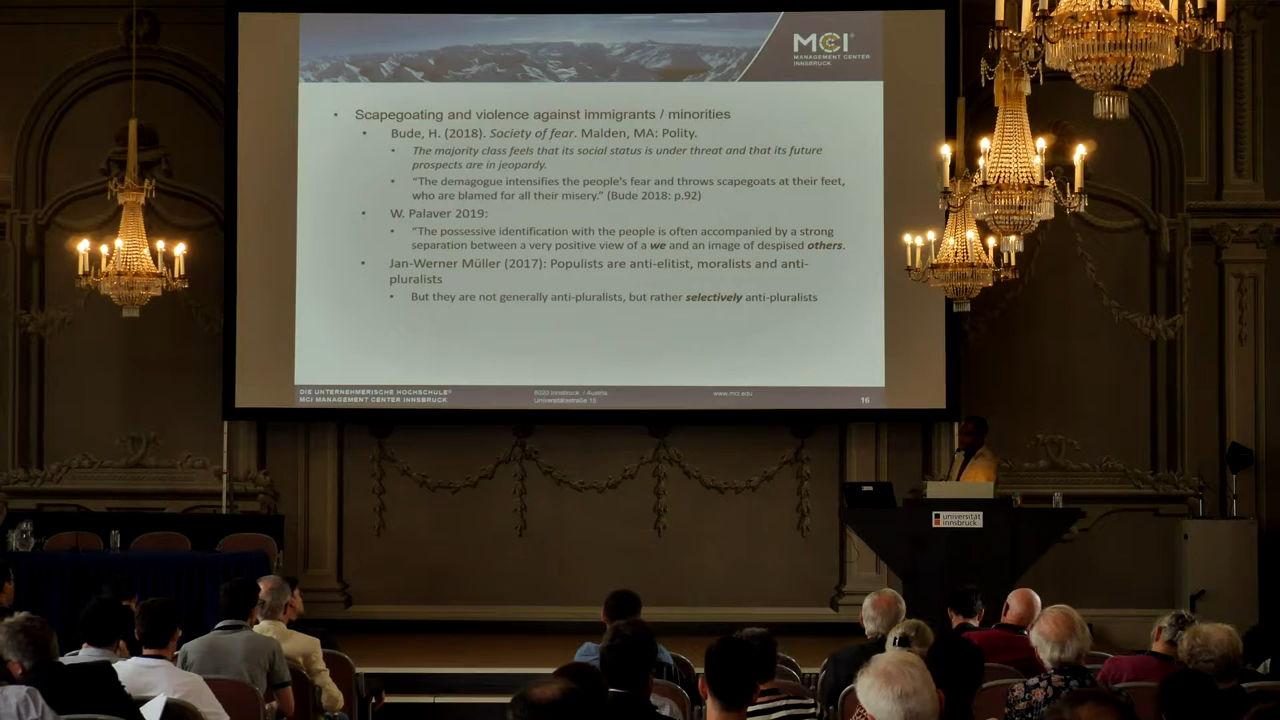 MCI
MANAGEMENT CENTER
INNSBRUCK
• Scapegoating and violence against immigrants / minorities
• Bude, H. (2018). Society of fear. Malden, MA: Polity.
• The majority class feels that its social status is under threat and that its future
prospects are in jeopardy.
• "The demagogue intensifies the people's fear and throws scapegoats at their feet,
who are blamed for all their misery." (Bude 2018: p.92)
• W. Palaver 2019:
• "The possessive identification with the people is often accompanied by a strong
separation between a very positive view of a we and an image of despised others.
• Jan-Werner Müller (2017): Populists are anti-elitist, moralists and anti-
pluralists
• But they are not generally anti-pluralists, but rather selectively anti-pluralists
DIE UNTERNEHMERISCHE HOCHSCHULE®
MCI MANAGEMENT CENTER INNSBRUCK
6020 Innsbruck / Austria
Universitätsstraße 15
www.mci.edu
16
universität
innsbruck